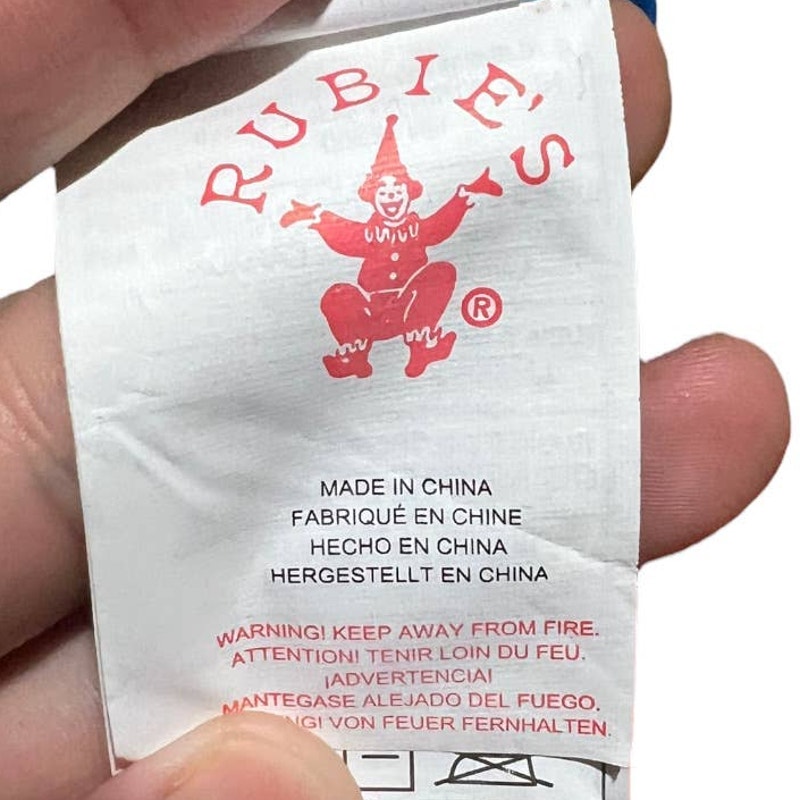 RUBIE'S
®
MADE IN CHINA
FABRIQUÉ EN CHINE
HECHO EN CHINA
HERGESTELLT EN CHINA
WARNING! KEEP AWAY FROM FIRE.
ATTENTION! TENIR LOIN DU FEU.
¡ADVERTENCIA!
MANTEGASE ALEJADO DEL FUEGO.
VON FEUER FERNHALTEN.